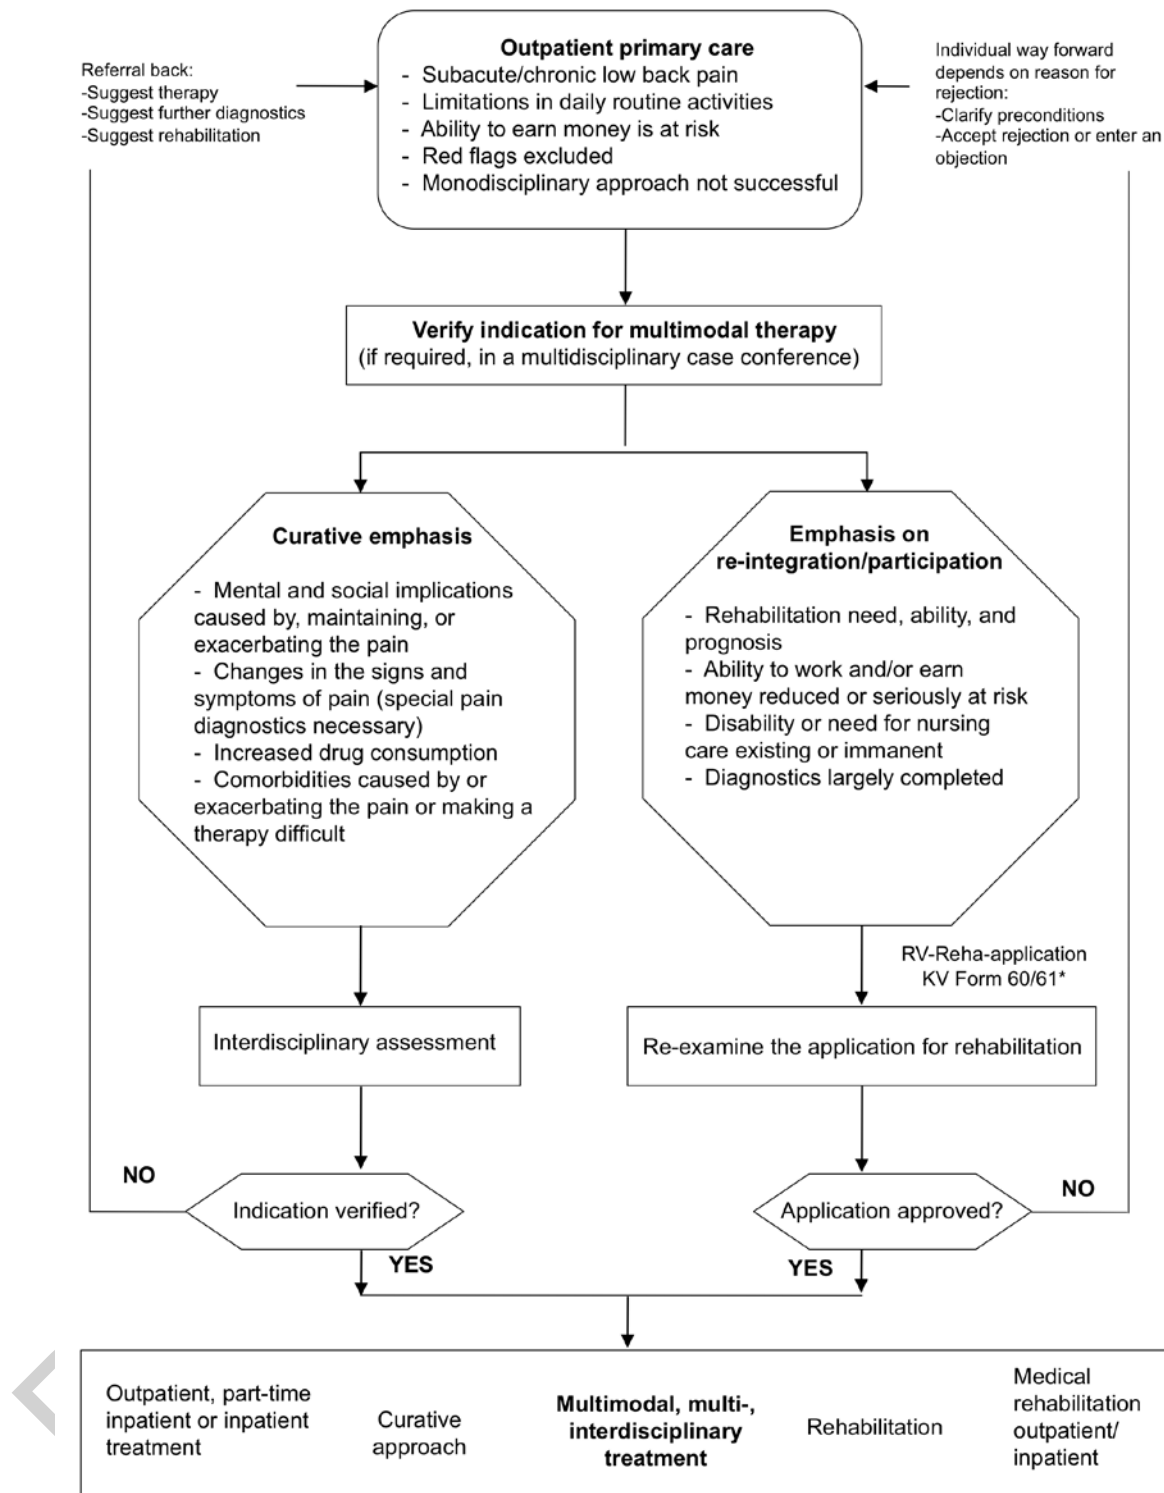 Outpatient primary care
- Subacute/chronic low back pain
- Limitations in daily routine activities
- Ability to earn money is at risk
- Red flags excluded
- Monodisciplinary approach not successful
Referral back:
-Suggest therapy
-Suggest further diagnostics
-Suggest rehabilitation
Individual way forward
depends on reason for
rejection:
-Clarify preconditions
-Accept rejection or enter an
objection
Verify indication for multimodal therapy
(if required, in a multidisciplinary case conference)
Curative emphasis
- Mental and social implications
caused by, maintaining, or
exacerbating the pain
- Changes in the signs and
symptoms of pain (special pain
diagnostics necessary)
- Increased drug consumption
- Comorbidities caused by or
exacerbating the pain or making a
therapy difficult
Emphasis on
re-integration/participation
- Rehabilitation need, ability, and
prognosis
- Ability to work and/or earn
money reduced or seriously at risk
- Disability or need for nursing
care existing or immanent
- Diagnostics largely completed
RV-Reha-application
KV Form 60/61*
Interdisciplinary assessment
Re-examine the application for rehabilitation
NO
Indication verified?
YES
Application approved?
NO
YES
Outpatient, part-time
inpatient or inpatient
treatment
Curative
approach
Multimodal, multi-,
interdisciplinary
treatment
Rehabilitation
Medical
rehabilitation
outpatient/
inpatient